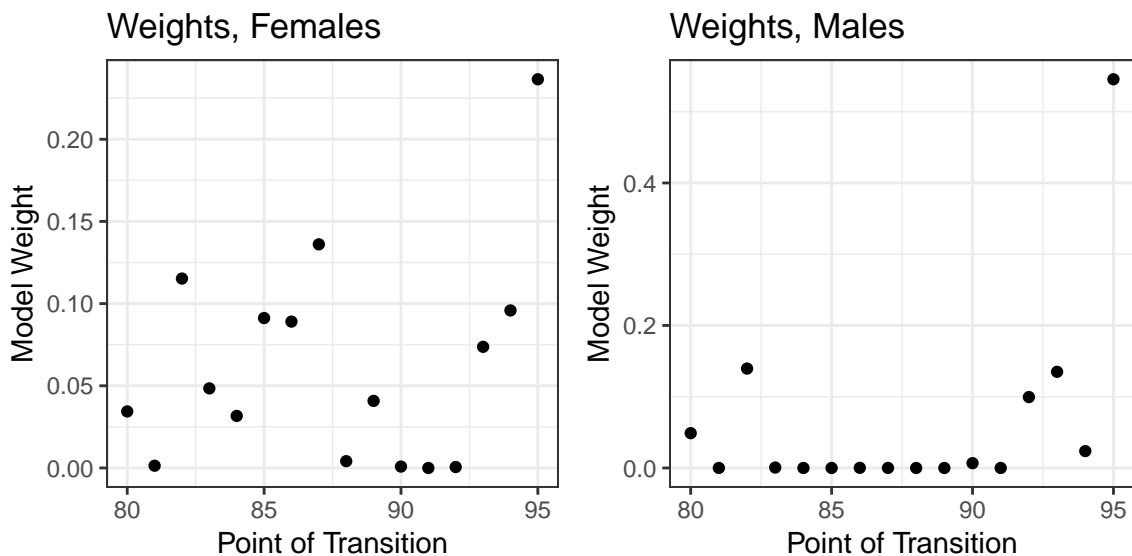 Weights, Females
Model Weight
0.20
0.15
0.10
0.05
0.00
80 85 90 95
Point of Transition
Weights, Males
Model Weight
0.4
0.2
0.0
80 85 90 95
Point of Transition